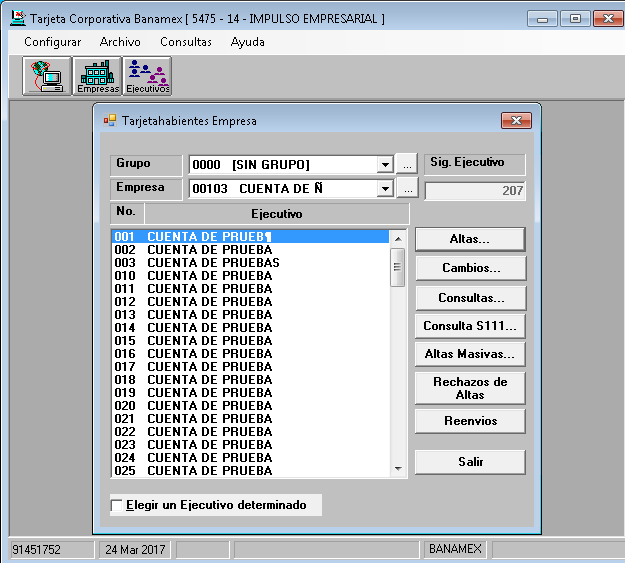 Tarjeta Corporativa Banamex [ 5475 - 14 - IMPULSO EMPRESARIAL ]
Configurar Archivo Consultas Ayuda
Empresas Ejecutivos
Tarjetahabientes Empresa
Grupo 0000 [SIN GRUPO] ... Sig. Ejecutivo
Empresa 00103 CUENTA DE Ñ ... 207
No. Ejecutivo
001 CUENTA DE PRUEB¶ Altas...
002 CUENTA DE PRUEBA
003 CUENTA DE PRUEBAS Cambios...
010 CUENTA DE PRUEBA
011 CUENTA DE PRUEBA Consultas...
012 CUENTA DE PRUEBA
013 CUENTA DE PRUEBA Consulta S111...
014 CUENTA DE PRUEBA
015 CUENTA DE PRUEBA Altas Masivas...
016 CUENTA DE PRUEBA
017 CUENTA DE PRUEBA Rechazos de
018 CUENTA DE PRUEBA Altas
019 CUENTA DE PRUEBA
020 CUENTA DE PRUEBA
021 CUENTA DE PRUEBA Reenvios
022 CUENTA DE PRUEBA
023 CUENTA DE PRUEBA
024 CUENTA DE PRUEBA Salir
025 CUENTA DE PRUEBA
Elegir un Ejecutivo determinado
91451752 24 Mar 2017 BANAMEX